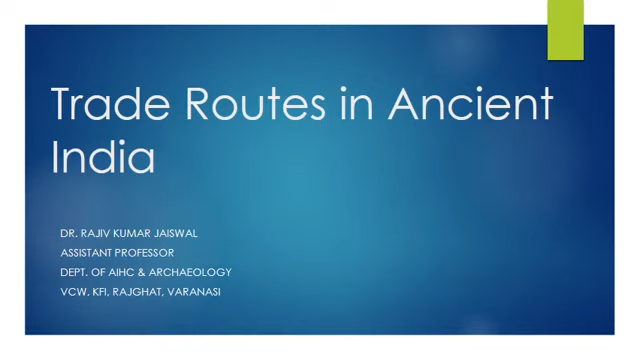 Trade Routes in Ancient
India
DR. RAJIV KUMAR JAISWAL
ASSISTANT PROFESSOR
DEPT. OF AIHC & ARCHAEOLOGY
VCW, KFI, RAJGHAT, VARANASI